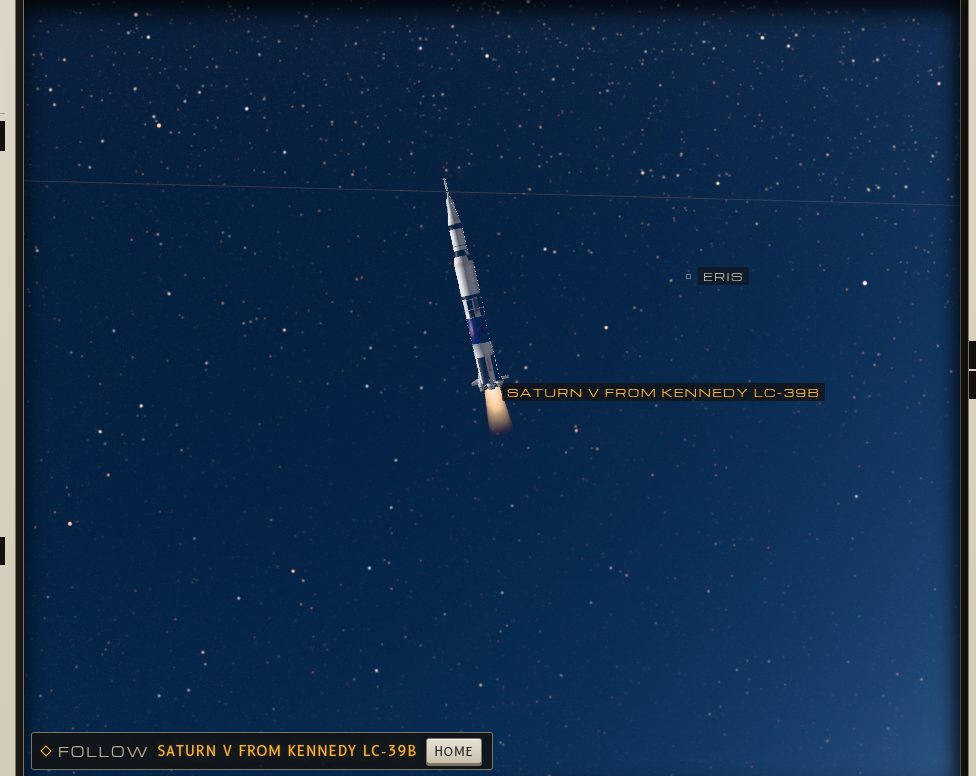 ERIS
SATURN V FROM KENNEDY LC-39B
FOLLOW SATURN V FROM KENNEDY LC-39B HOME